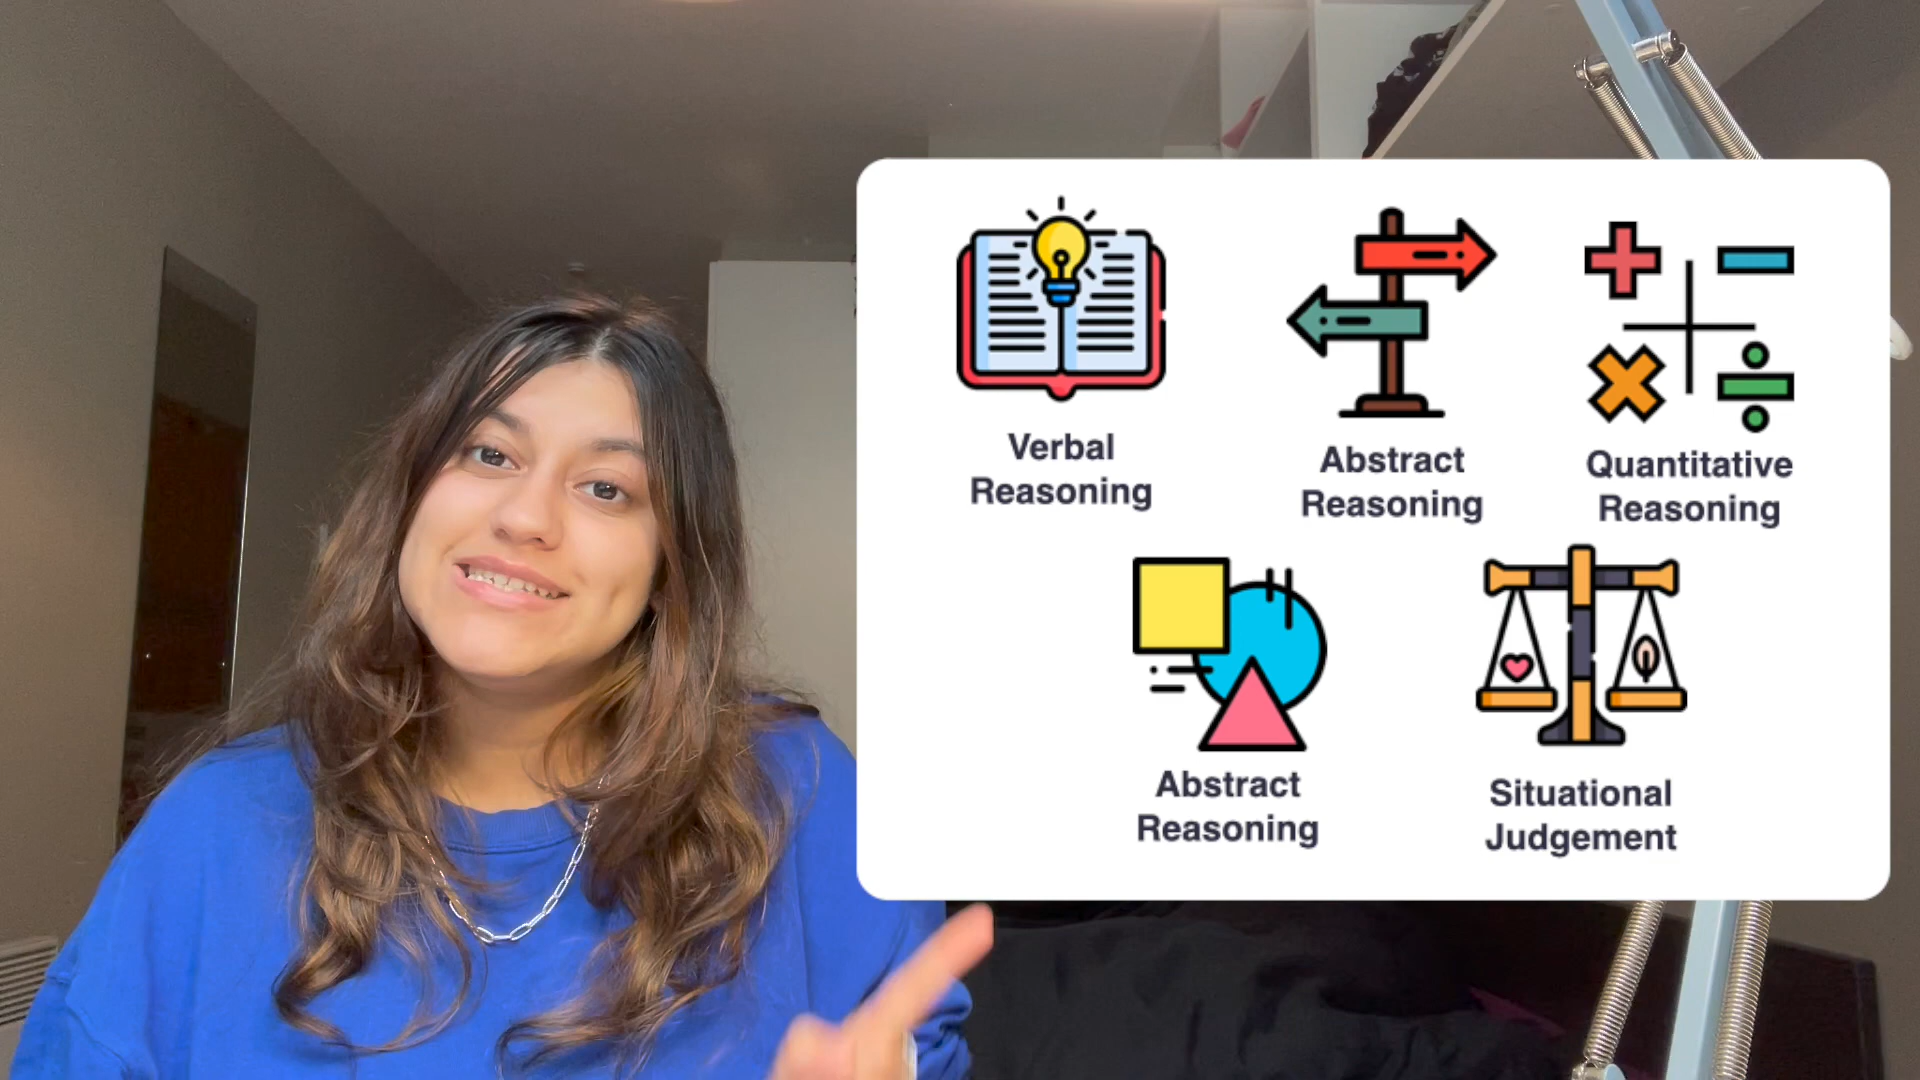 Verbal
Reasoning
Abstract
Reasoning
Quantitative
Reasoning
Abstract
Reasoning
Situational
Judgement